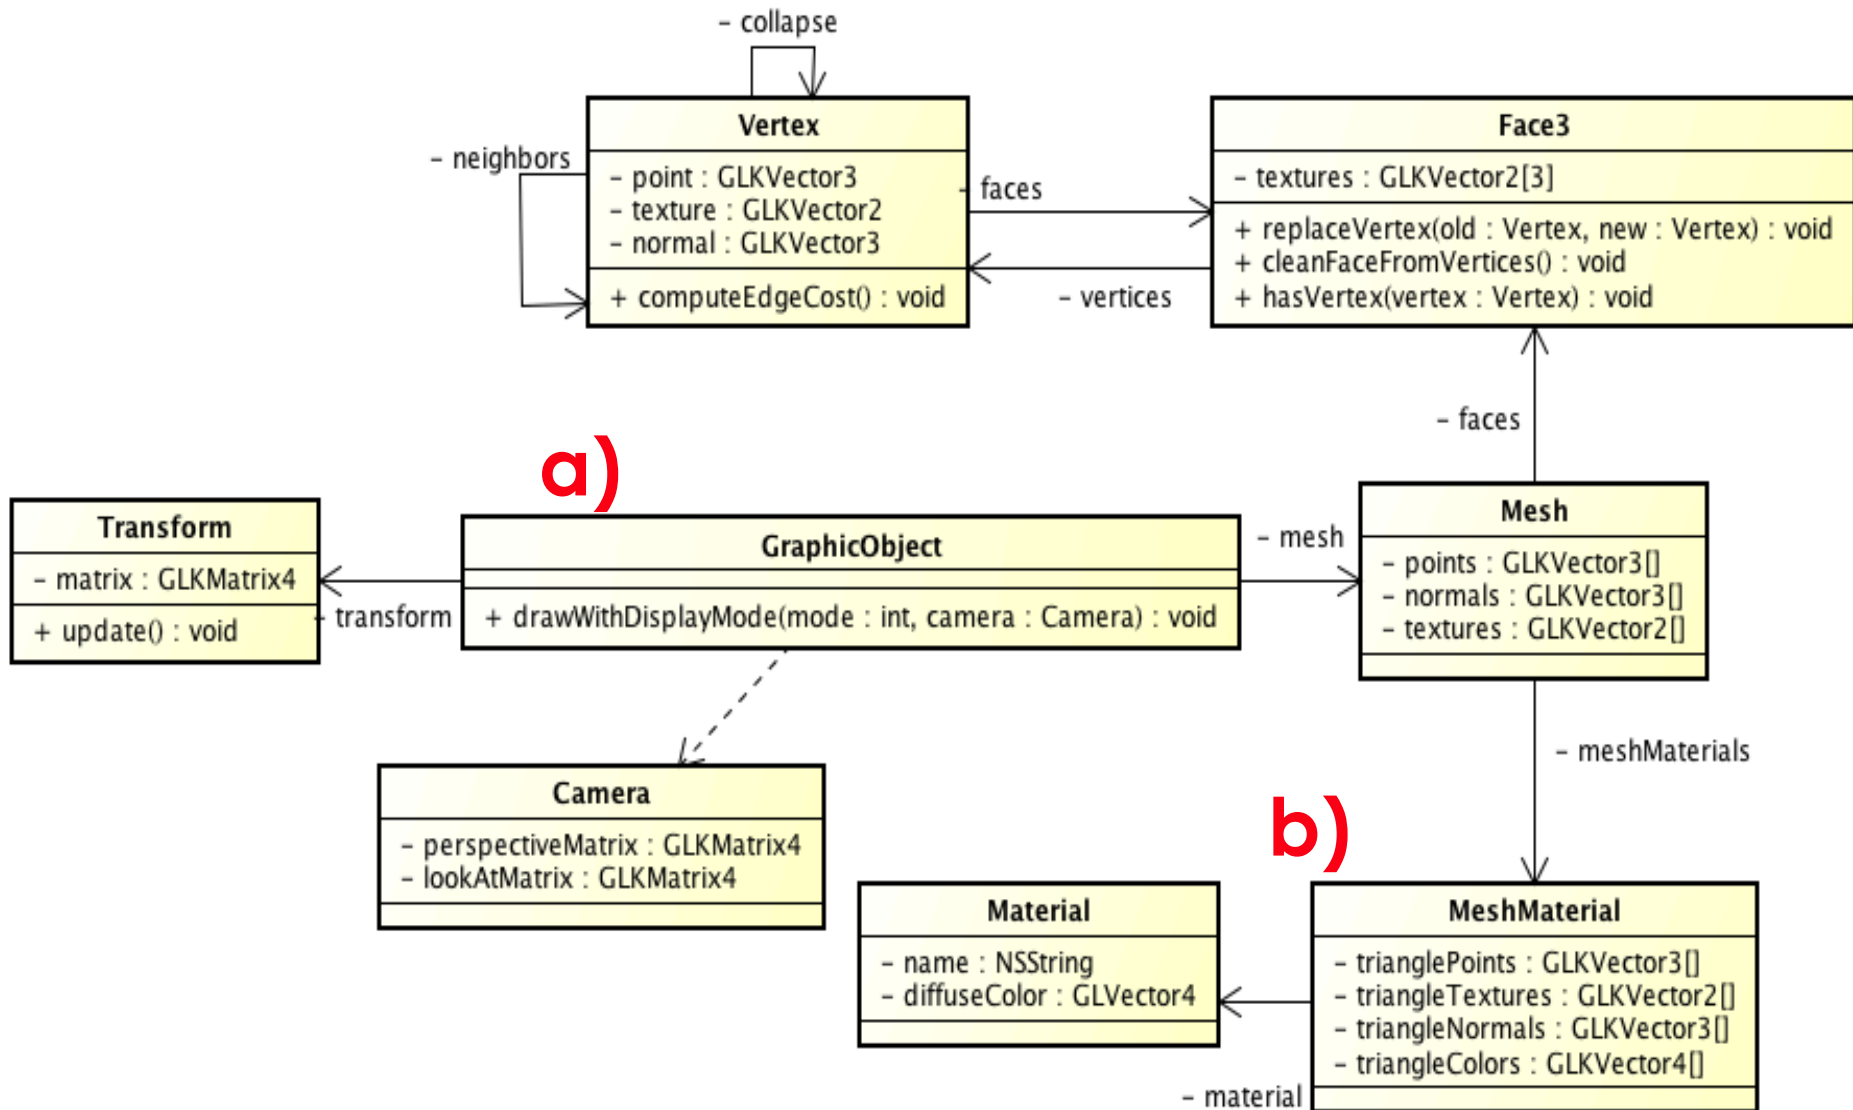 - collapse
Vertex
- neighbors
- point : GLKVector3
- texture : GLKVector2
- normal : GLKVector3
+ computeEdgeCost() : void
- faces
- vertices
Face3
- textures : GLKVector2[3]
+ replaceVertex(old : Vertex, new : Vertex) : void
+ cleanFaceFromVertices() : void
+ hasVertex(vertex : Vertex) : void
- faces
a)
Transform
- matrix : GLKMatrix4
+ update() : void
- transform
GraphicObject
+ drawWithDisplayMode(mode : int, camera : Camera) : void
- mesh
Mesh
- points : GLKVector3[]
- normals : GLKVector3[]
- textures : GLKVector2[]
- meshMaterials
Camera
- perspectiveMatrix : GLKMatrix4
- lookAtMatrix : GLKMatrix4
b)
Material
- name : NSString
- diffuseColor : GLVector4
MeshMaterial
- trianglePoints : GLKVector3[]
- triangleTextures : GLKVector2[]
- triangleNormals : GLKVector3[]
- triangleColors : GLKVector4[]
- material